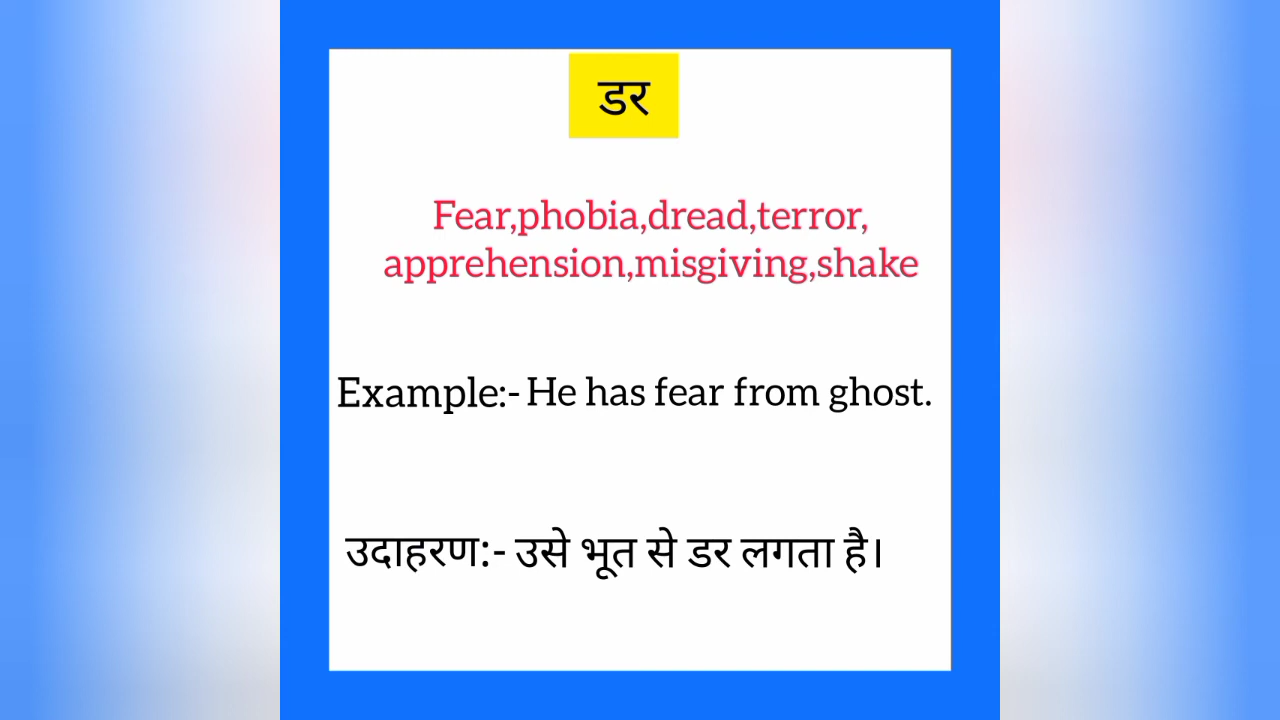 डर
Fear,phobia,dread,terror,
apprehension,misgiving,shake
Example:- He has fear from ghost.
उदाहरण:- उसे भूत से डर लगता है।